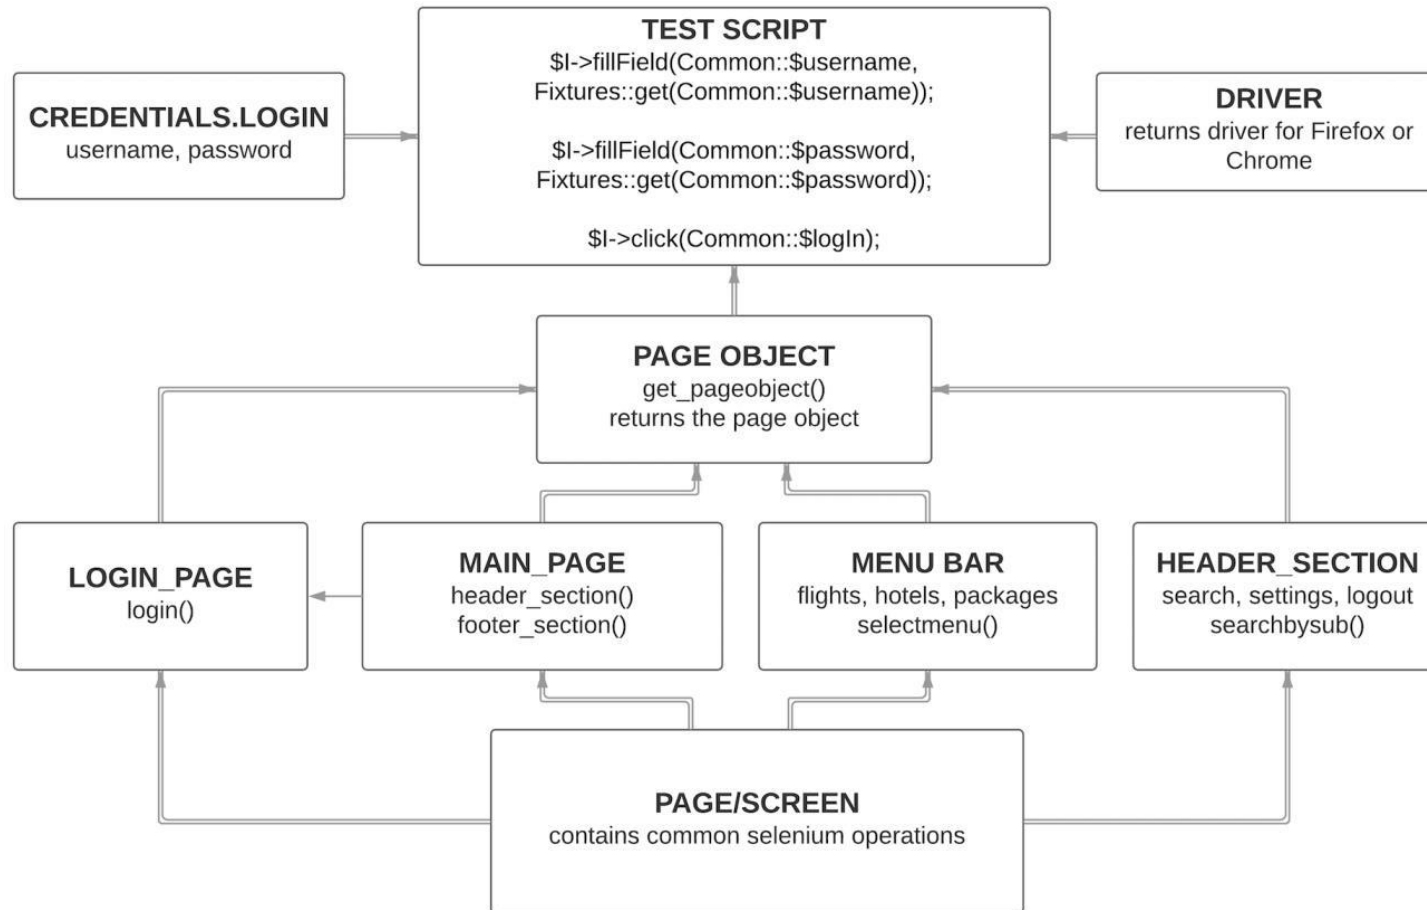 TEST SCRIPT
$I->fillField(Common::$username,
Fixtures::get(Common::$username));
$I->fillField(Common::$password,
Fixtures::get(Common::$password));
$I->click(Common::$logIn);
CREDENTIALS.LOGIN
username, password
DRIVER
returns driver for Firefox or
Chrome
PAGE OBJECT
get_pageobject()
returns the page object
LOGIN_PAGE
login()
MAIN_PAGE
header_section()
footer_section()
MENU BAR
flights, hotels, packages
selectmenu()
HEADER_SECTION
search, settings, logout
searchbysub()
PAGE/SCREEN
contains common selenium operations